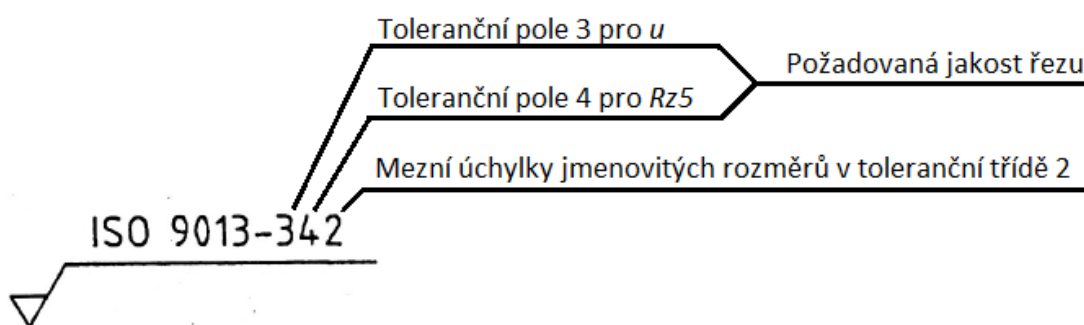 Toleranční pole 3 pro u
Požadovaná jakost řezu
Toleranční pole 4 pro Rz5
Mezní úchylky jmenovitých rozměrů v toleranční třídě 2
ISO 9013-342